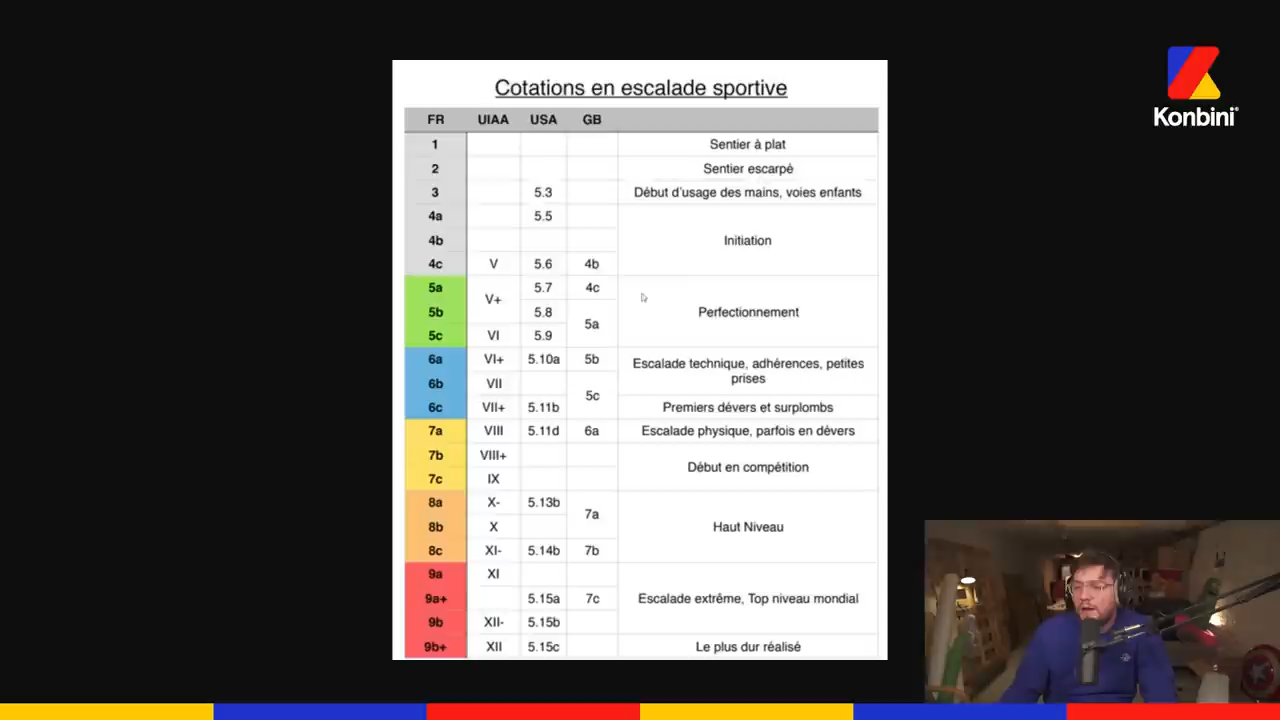 Cotations en escalade sportive
FR UIAA USA GB
1 Sentier à plat
2 Sentier escarpé
3 5.3 Début d'usage des mains, voies enfants
4a 5.5
4b Initiation
4c V 5.6 4b
5a 5.7 4c
V+
5b 5.8 Perfectionnement
5a
5c VI 5.9
6a VI+ 5.10a 5b Escalade technique, adhérences, petites
prises
6b VII
5c
6c VII+ 5.11b Premiers dévers et surplombs
7a VIII 5.11d 6a Escalade physique, parfois en dévers
7b VIII+
Début en compétition
7c IX
8a X- 5.13b
7a
8b X Haut Niveau
8c XI- 5.14b 7b
9a XI
9a+ 5.15a 7c Escalade extrême, Top niveau mondial
9b XII- 5.15b
9b+ XII 5.15c Le plus dur réalisé
Konbini